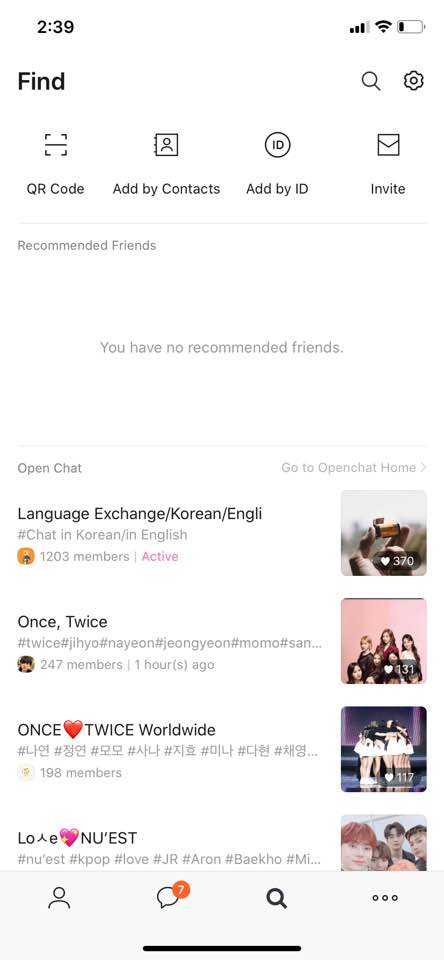 2:39
Find
QR Code
Add by Contacts
ID
Add by ID
Invite
Recommended Friends
You have no recommended friends.
Open Chat
Go to Openchat Home >
Language Exchange/Korean/Engli
#Chat in Korean/in English
1203 members | Active
370
Once, Twice
#twice#jihyo#nayeon#jeongyeon#momo#san...
247 members | 1 hour(s) ago
131
ONCE❤️TWICE Worldwide
#나연 #정연 #모모 #사나 #지효 #미나 #다현 #채영...
198 members
117
Loㅅe💖NU’EST
#nu’est #kpop #love #JR #Aron #Baekho #Mi...
7